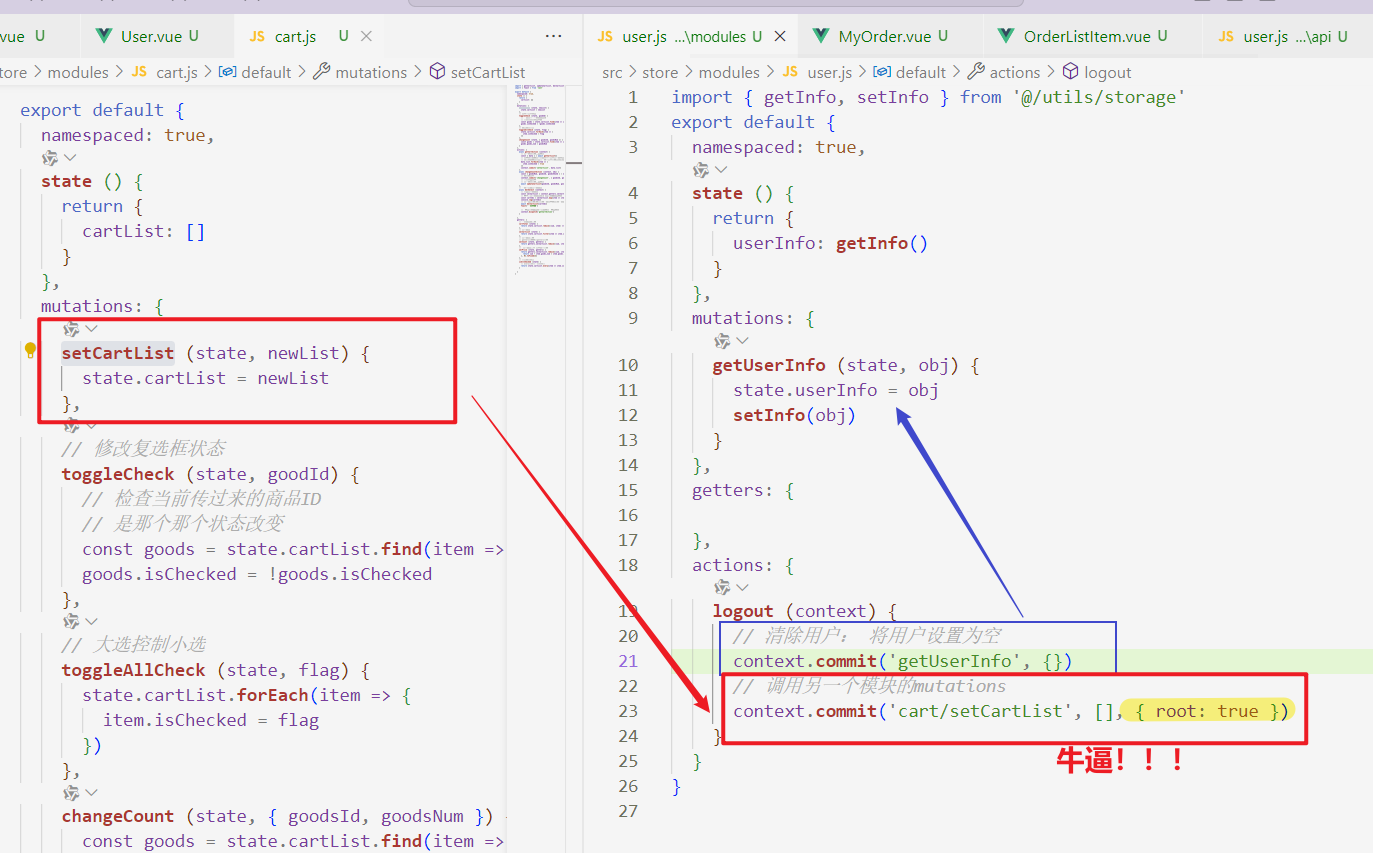 vue U
User.vue U
JS cart.js U
tore > modules > JS cart.js > default > mutations > setCartList
export default {
namespaced: true,
state () {
return {
cartList: []
}
},
mutations: {
setCartList (state, newList) {
state.cartList = newList
},
// 修改复选框状态
toggleCheck (state, goodId) {
// 检查当前传过来的商品ID
// 是那个那个状态改变
const goods = state.cartList.find(item =>
goods.isChecked = !goods.isChecked
},
// 大选控制小选
toggleAllCheck (state, flag) {
state.cartList.forEach(item => {
item.isChecked = flag
})
},
changeCount (state, { goodsId, goodsNum })
const goods = state.cartList.find(item =>
JS user.js ...\modules U
MyOrder.vue U
OrderListItem.vue U
JS user.js ...\api U
src > store > modules > JS user.js > default > actions > logout
1 import { getInfo, setInfo } from '@/utils/storage'
2 export default {
3 namespaced: true,
4 state () {
5 return {
6 userInfo: getInfo()
7 }
8 },
9 mutations: {
10 getUserInfo (state, obj) {
11 state.userInfo = obj
12 setInfo(obj)
13 }
14 },
15 getters: {
16
17 },
18 actions: {
19 logout (context) {
20 // 清除用户： 将用户设置为空
21 context.commit('getUserInfo', {})
22 // 调用另一个模块的mutations
23 context.commit('cart/setCartList', [], { root: true })
24 }
25 }
26 }
27
牛逼！！！